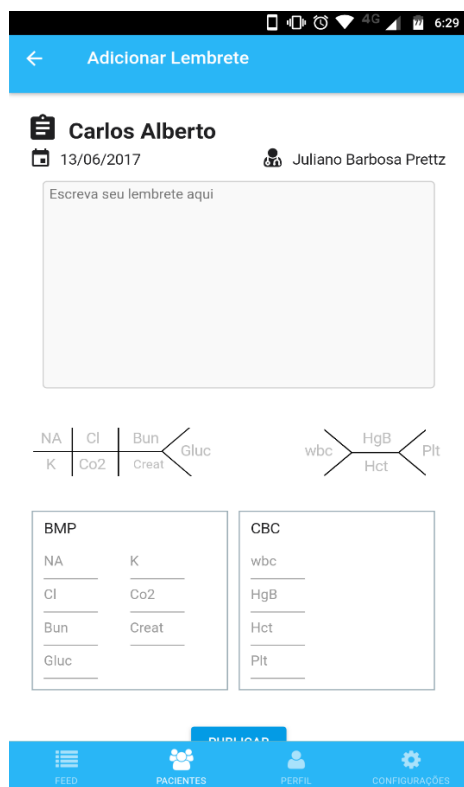 4G 77 6:29
Adicionar Lembrete
Carlos Alberto
13/06/2017 Juliano Barbosa Prettz
Escreva seu lembrete aqui
NA Cl Bun Gluc wbc HgB Plt
K Co2 Creat Hct
BMP CBC
NA K wbc
Cl Co2 HgB
Bun Creat Hct
Gluc Plt
PUBLICAR
FEED PACIENTES PERFIL CONFIGURAÇÕES